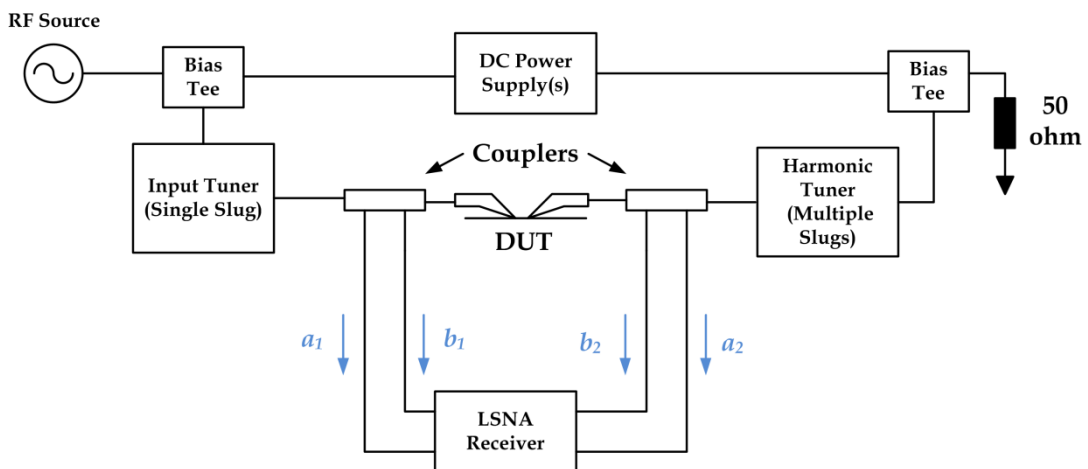 RF Source
Bias
Tee
DC Power
Supply(s)
Bias
Tee
50
ohm
Input Tuner
(Single Slug)
Couplers
Harmonic
Tuner
(Multiple
Slugs)
DUT
a1
b1
b2
a2
LSNA
Receiver